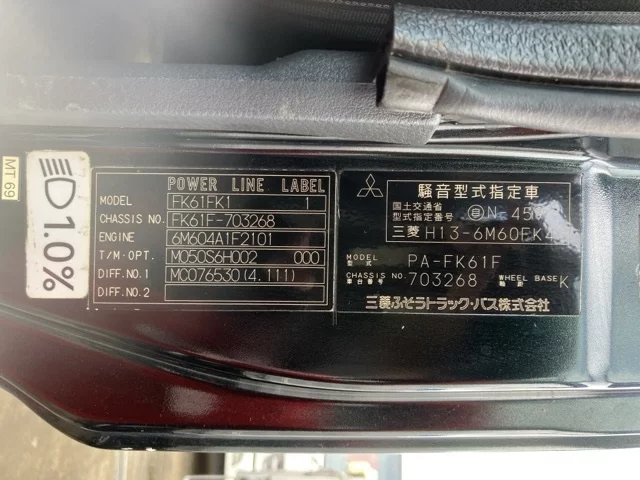 MT 69
1.0%
POWER LINE LABEL
MODEL FK61FK1 1
CHASSIS NO. FK61F-703268
ENGINE 6M604A1F2101
T/M·OPT. M050S6H002 000
DIFF.NO.1 MC076530(4.111)
DIFF.NO.2
騒音型式指定車
国土交通省
型式指定番号 自 N-45
三菱 H13-6M60FK
MODEL 型式 PA-FK61F
CHASSIS NO. 車台番号 703268 WHEEL BASE 軸距 K
三菱ふそうトラック・バス株式会社